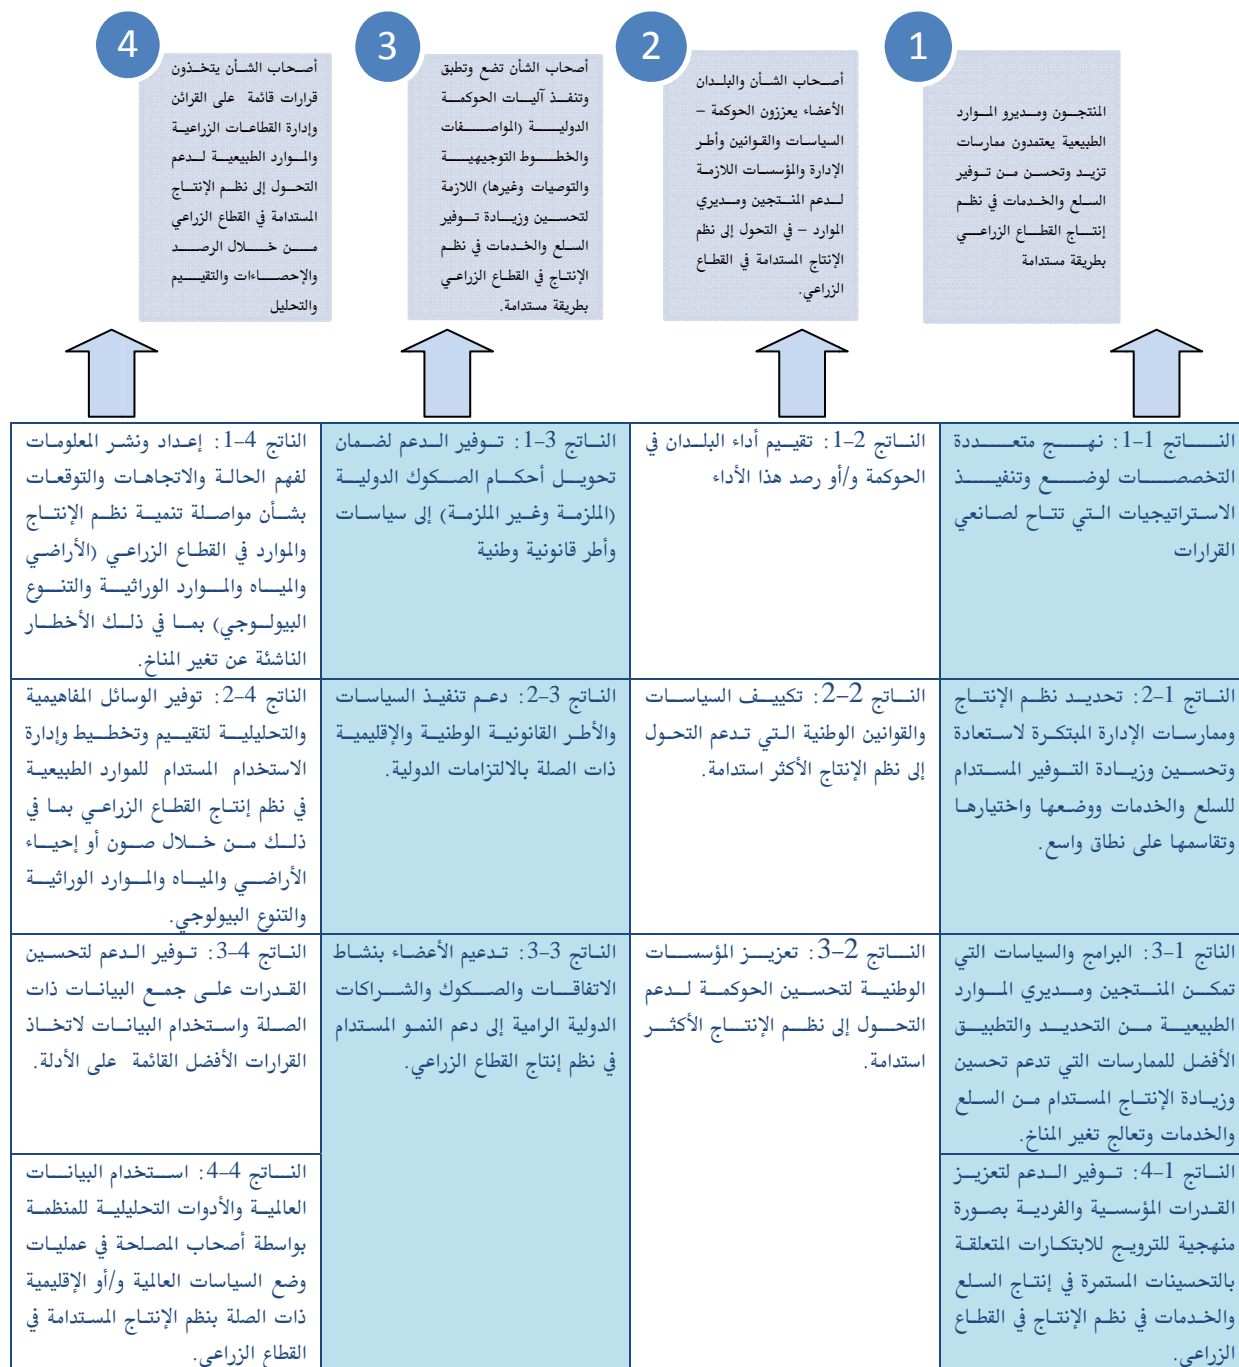 1
المنتجون ومديرو الموارد
الطبيعية يعتمدون ممارسات
تزيد وتحسن من توفير
السلع والخدمات في نظم
إنتاج القطاع الزراعي
بطريقة مستدامة
2
أصحاب الشأن والبلدان
الأعضاء يعززون الحوكمة –
السياسات والقوانين وأطر
الإدارة والمؤسسات اللازمة
لدعم المنتجين ومديري
الموارد – في التحول إلى نظم
الإنتاج المستدامة في القطاع
الزراعي.
3
أصحاب الشأن تضع وتطبق
وتنفذ آليات الحوكمة
الدولية (المواصفات
والخطوط التوجيهية
والتوصيات وغيرها) اللازمة
لتحسين وزيادة توفير
السلع والخدمات في نظم
الإنتاج في القطاع الزراعي
بطريقة مستدامة.
4
أصحاب الشأن يتخذون
قرارات قائمة على القرائن
وإدارة القطاعات الزراعية
والموارد الطبيعية لدعم
التحول إلى نظم الإنتاج
المستدامة في القطاع الزراعي
من خلال الرصد
والإحصاءات والتقييم
والتحليل
الناتج 1–1: نهج متعددة
التخصصات لوضع وتنفيذ
الاستراتيجيات التي تتاح لصانعي
القرارات
الناتج 2–1: تقييم أداء البلدان في
الحوكمة و/أو رصد هذا الأداء
الناتج 3–1: توفير الدعم لضمان
تحويل أحكام الصكوك الدولية
(الملزمة وغير الملزمة) إلى سياسات
وأطر قانونية وطنية
الناتج 4–1: إعداد ونشر المعلومات
لفهم الحالة والاتجاهات والتوقعات
بشأن مواصلة تنمية نظم الإنتاج
والموارد في القطاع الزراعي (الأراضي
والمياه والموارد الوراثية والتنوع
البيولوجي) بما في ذلك الأخطار
الناشئة عن تغير المناخ.
الناتج 1–2: تحديد نظم الإنتاج
وممارسات الإدارة المبتكرة لاستعادة
وتحسين وزيادة التوفير المستدام
للسلع والخدمات ووضعها واختيارها
وتقاسمها على نطاق واسع.
الناتج 2–2: تكييف السياسات
والقوانين الوطنية التي تدعم التحول
إلى نظم الإنتاج الأكثر استدامة.
الناتج 3–2: دعم تنفيذ السياسات
والأطر القانونية الوطنية والإقليمية
ذات الصلة بالالتزامات الدولية.
الناتج 4–2: توفير الوسائل المفاهيمية
والتحليلية لتقييم وتخطيط وإدارة
الاستخدام المستدام للموارد الطبيعية
في نظم إنتاج القطاع الزراعي بما في
ذلك من خلال صون أو إحياء
الأراضي والمياه والموارد الوراثية
والتنوع البيولوجي.
الناتج 1–3: البرامج والسياسات التي
تمكن المنتجين ومديري الموارد
الطبيعية من التحديد والتطبيق
الأفضل للممارسات التي تدعم تحسين
وزيادة الإنتاج المستدام من السلع
والخدمات وتعالج تغير المناخ.
الناتج 2–3: تعزيز المؤسسات
الوطنية لتحسين الحوكمة لدعم
التحول إلى نظم الإنتاج الأكثر
استدامة.
الناتج 3–3: تدعيم الأعضاء بنشاط
الاتفاقات والصكوك والشراكات
الدولية الرامية إلى دعم النمو المستدام
في نظم إنتاج القطاع الزراعي.
الناتج 4–3: توفير الدعم لتحسين
القدرات على جمع البيانات ذات
الصلة واستخدام البيانات لاتخاذ
القرارات الأفضل القائمة على الأدلة.
الناتج 1–4: توفير الدعم لتعزيز
القدرات المؤسسية والفردية بصورة
منهجية للترويج للابتكارات المتعلقة
بالتحسينات المستمرة في إنتاج السلع
والخدمات في نظم الإنتاج في القطاع
الزراعي.
الناتج 4–4: استخدام البيانات
العالمية والأدوات التحليلية للمنظمة
بواسطة أصحاب المصلحة في عمليات
وضع السياسات العالمية و/أو الإقليمية
ذات الصلة بنظم الإنتاج المستدامة في
القطاع الزراعي.